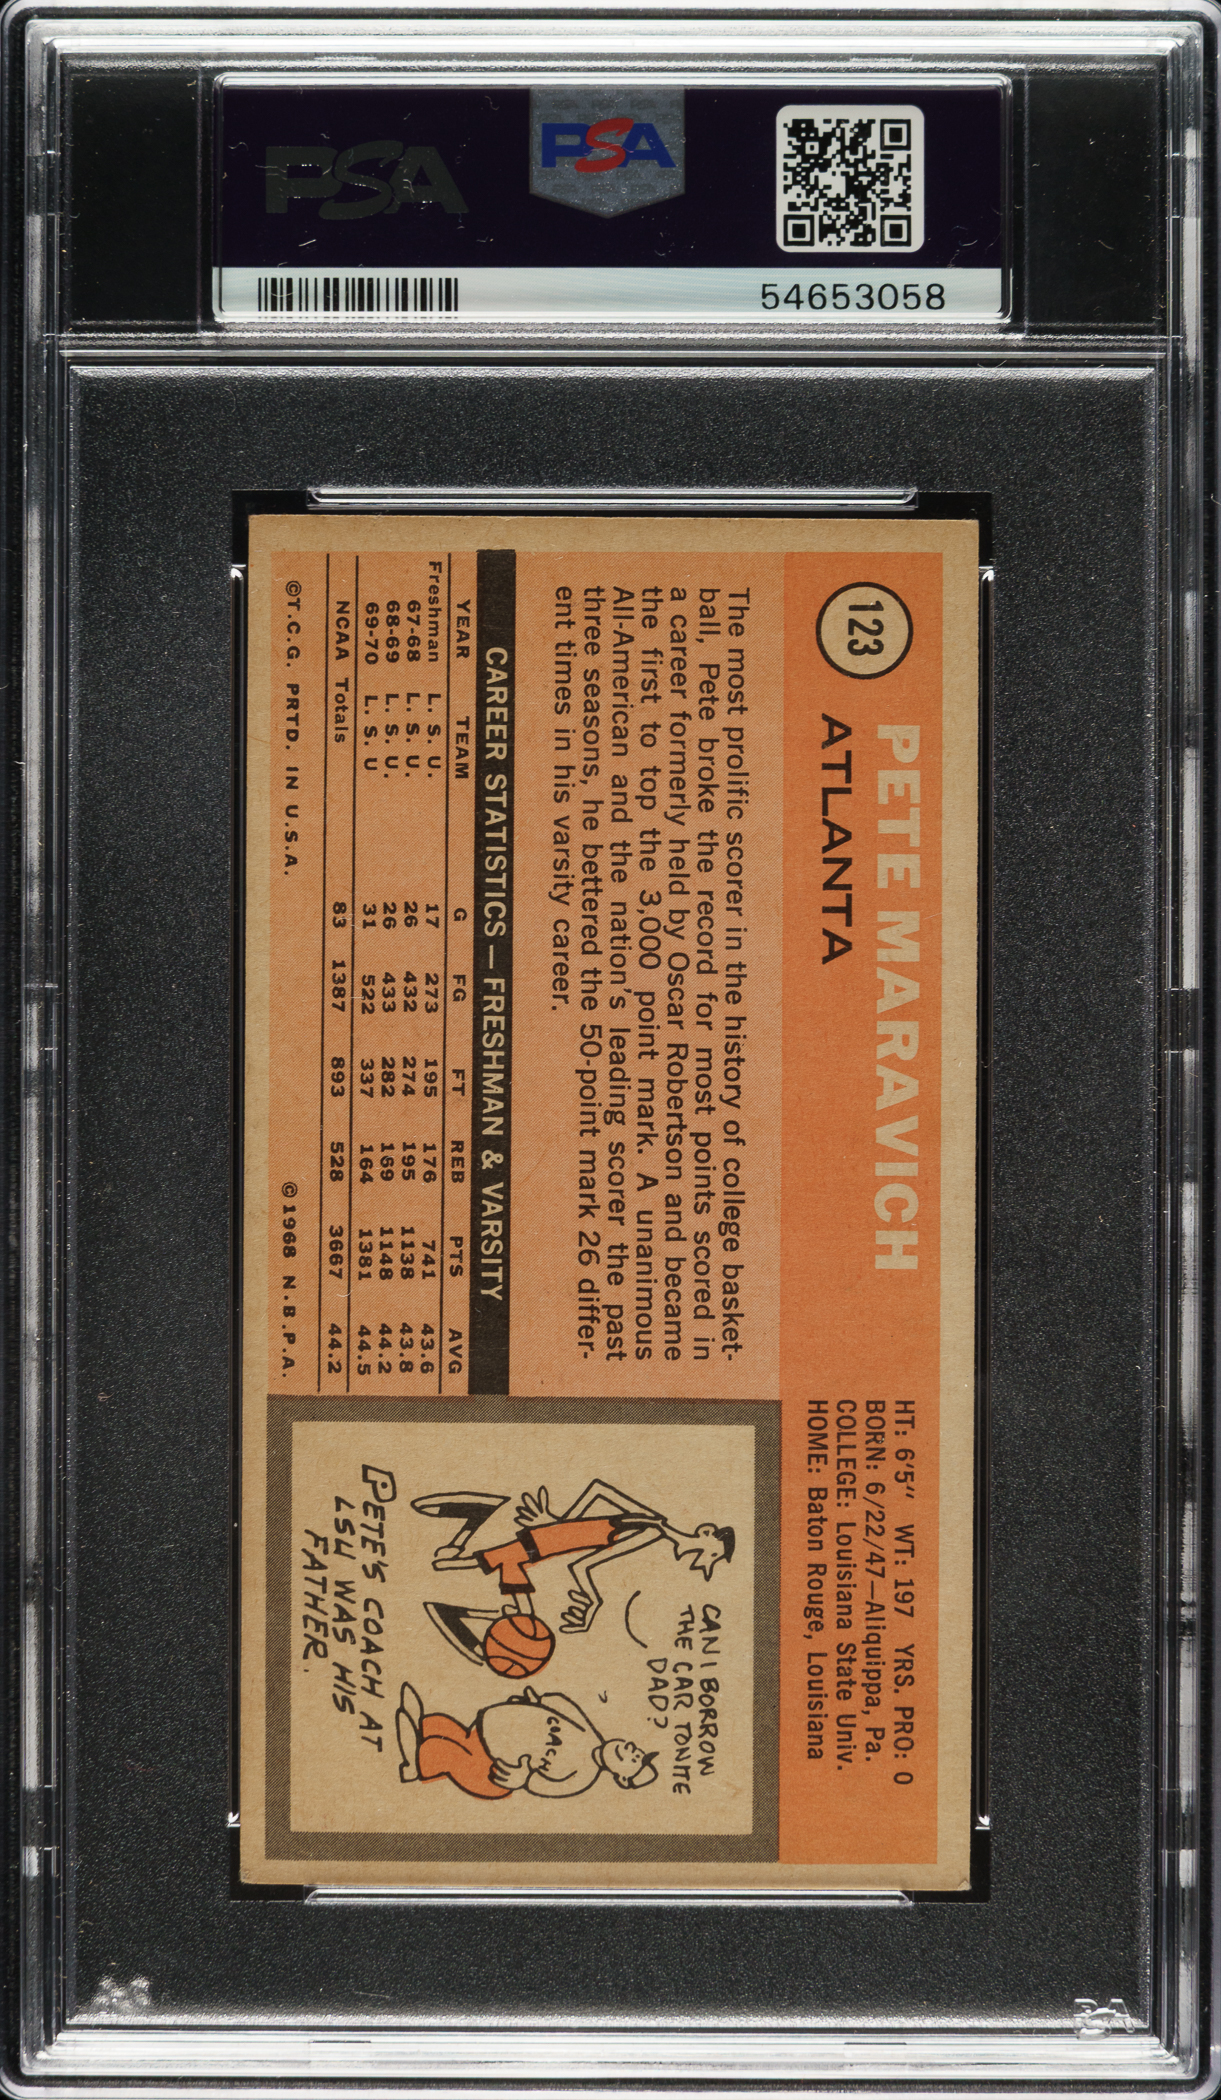 PSA
PSA
54653058
123
PETE MARAVICH
ATLANTA
HT: 6'5" WT: 197 YRS. PRO: 0
BORN: 6/22/47—Aliquippa, Pa.
COLLEGE: Louisiana State Univ.
HOME: Baton Rouge, Louisiana
The most prolific scorer in the history of college basket-
ball, Pete broke the record for most points scored in
a career formerly held by Oscar Robertson and became
the first to top the 3,000 point mark. A unanimous
All-American and the nation's leading scorer the past
three seasons, he bettered the 50-point mark 26 differ-
ent times in his varsity career.
CAREER STATISTICS—FRESHMAN & VARSITY
YEAR TEAM G FG FT REB PTS AVG
Freshman L. S. U. 17 273 195 176 741 43.6
67-68 L. S. U. 26 432 274 195 1138 43.8
68-69 L. S. U. 26 433 282 169 1148 44.2
69-70 L. S. U 31 522 337 164 1381 44.5
NCAA Totals 83 1387 893 528 3667 44.2
©T.C.G. PRTD. IN U.S.A. ©1968 N.B.P.A.
CAN I BORROW
THE CAR TONITE
DAD?
COACH
PETE'S COACH AT
LSU WAS HIS
FATHER.
PSA